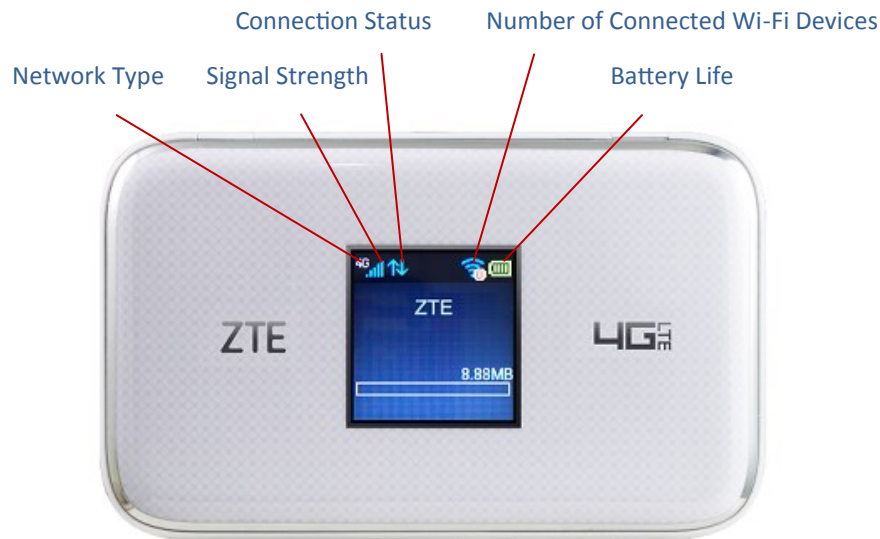 Connection Status
Number of Connected Wi-Fi Devices
Network Type
Signal Strength
Battery Life
4G
ZTE
8.88MB
ZTE
4G LTE